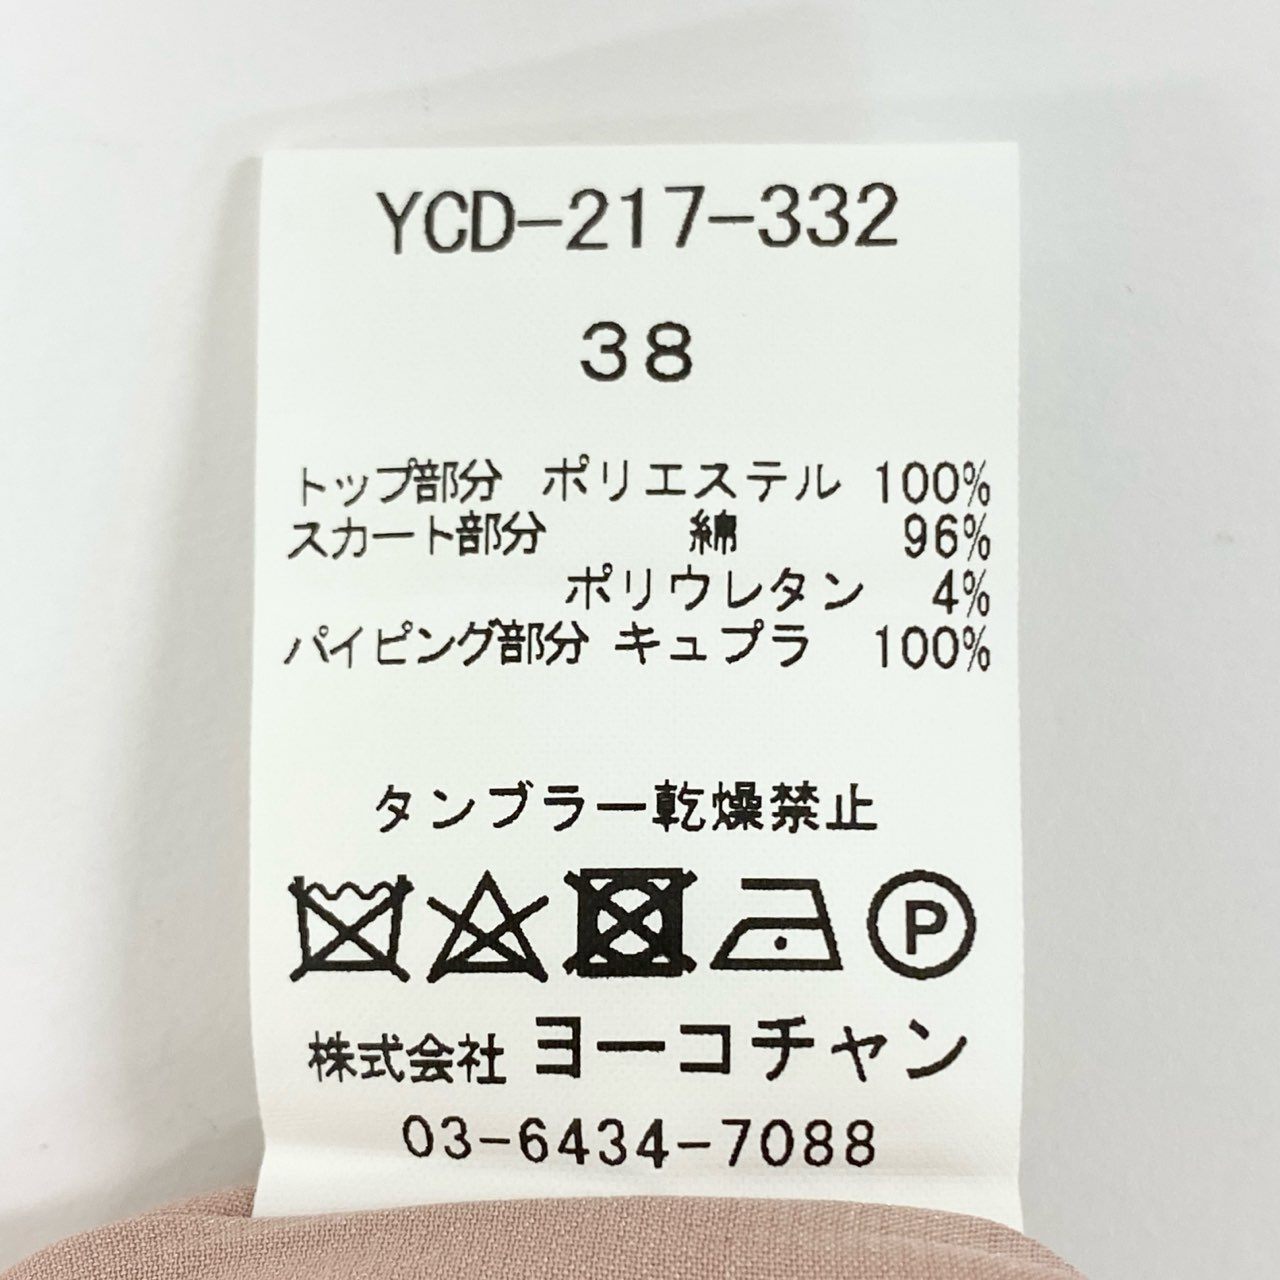 YCD-217-332
38
トップ部分 ポリエステル 100%
スカート部分 綿 96%
ポリウレタン 4%
パイピング部分 キュプラ 100%
タンブラー乾燥禁止
P
株式会社 ヨーコチャン
03-6434-7088